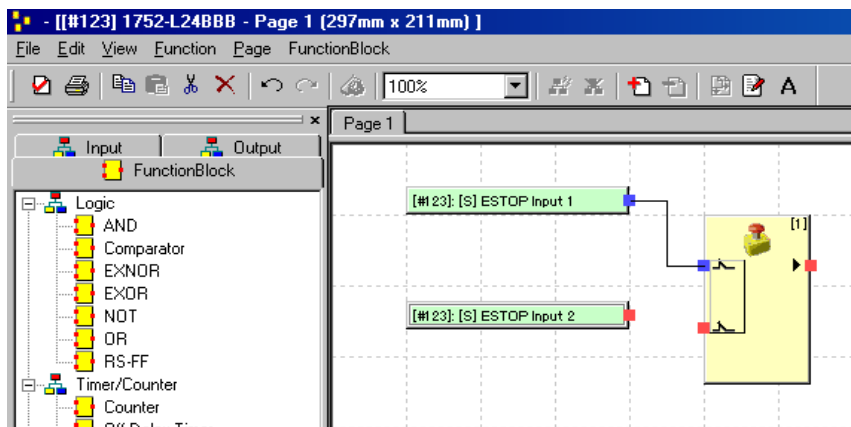 - [[#123] 1752-L24BBB - Page 1 (297mm x 211mm) ]
File Edit View Function Page FunctionBlock
100% A
Page 1
Input Output
FunctionBlock
Logic
AND
Comparator
EXNOR
EXOR
NOT
OR
RS-FF
Timer/Counter
Counter
[#123]: [S] ESTOP Input 1
[1]
[#123]: [S] ESTOP Input 2